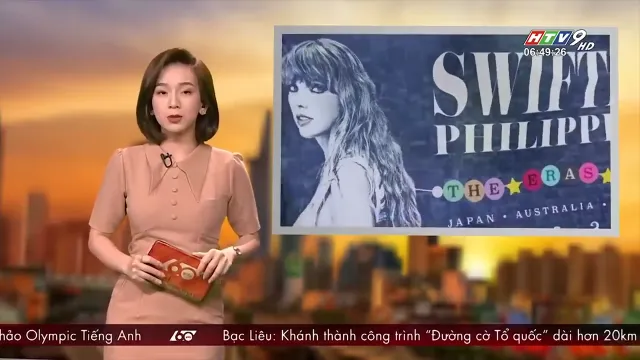 HTV9 HD
06:49:26
SWIFT
PHILIPP
THE ERAS
JAPAN • AUSTRALIA •
hảo Olympic Tiếng Anh
60
Bạc Liêu: Khánh thành công trình “Đường cờ Tổ quốc” dài hơn 20km